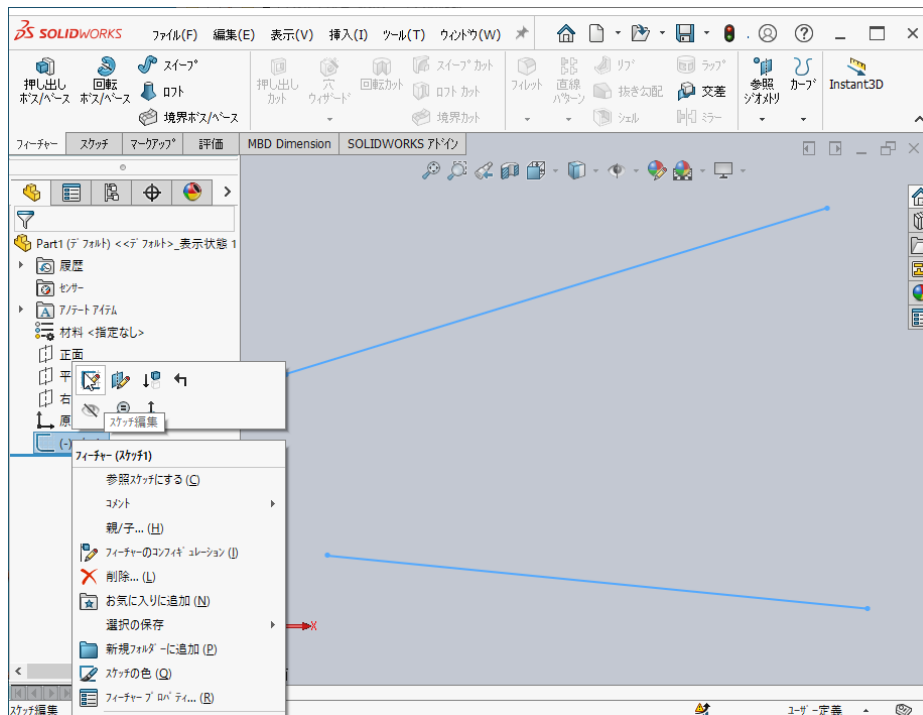 SOLIDWORKS ファイル(F) 編集(E) 表示(V) 挿入(I) ツール(T) ウィンドウ(W)
押し出し ボス/ベース
回転 ボス/ベース
スイープ
ロフト
境界ボス/ベース
押し出し カット
穴 ウィザード
回転カット
スイープ カット
ロフト カット
境界カット
フィレット
直線 パターン
リブ
抜き勾配
シェル
ラップ
交差
ミラー
参照 ジオメトリ
カーブ
Instant3D
フィーチャー スケッチ マークアップ 評価 MBD Dimension SOLIDWORKS アドイン
Part1 (デフォルト) <<デフォルト>_表示状態 1
履歴
センサー
アノテート アイテム
材料 <指定なし>
正面
平
右
原
(-)
スケッチ編集
フィーチャー (スケッチ1)
参照スケッチにする (C)
コメント
親/子... (H)
フィーチャーのコンフィギュレーション (I)
削除... (L)
お気に入りに追加 (N)
選択の保存
新規フォルダーに追加 (P)
スケッチの色 (Q)
フィーチャー プロパティ... (R)
X
スケッチ編集
ユーザー定義